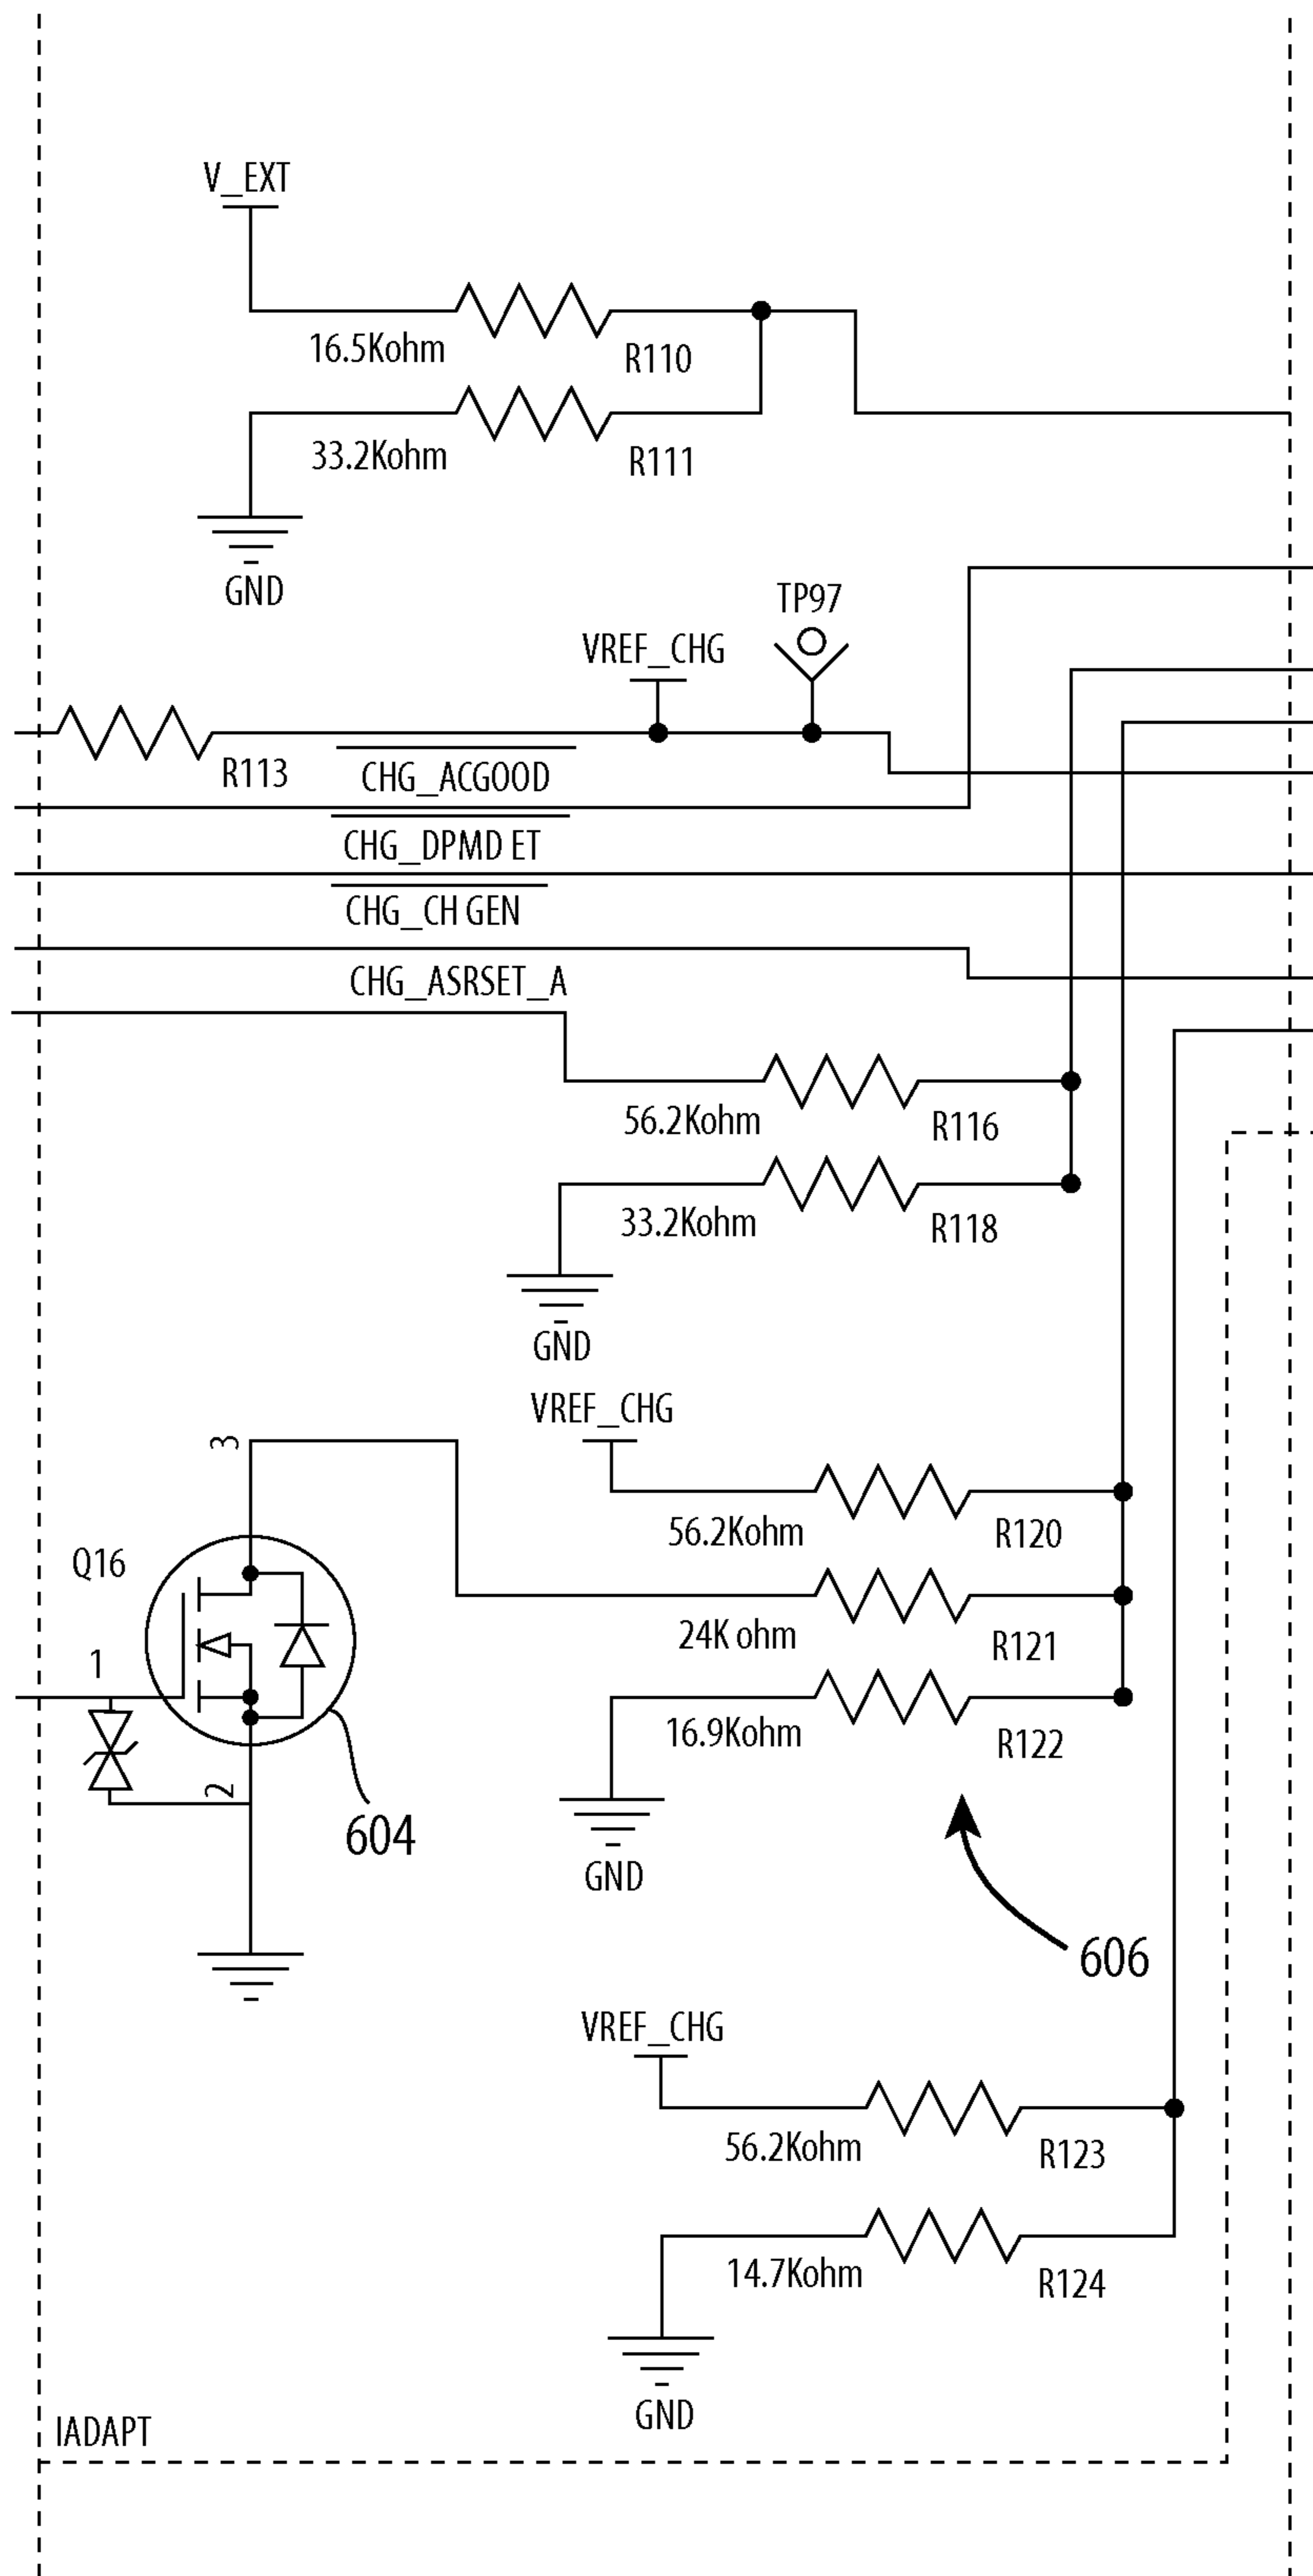 V_EXT
16.5Kohm
R110
33.2Kohm
R111
GND
TP97
VREF_CHG
R113
CHG_ACGOOD
CHG_DPMD ET
CHG_CH GEN
CHG_ASRSET_A
56.2Kohm
R116
33.2Kohm
R118
GND
VREF_CHG
3
56.2Kohm
R120
Q16
24K ohm
R121
1
16.9Kohm
R122
2
604
GND
606
VREF_CHG
56.2Kohm
R123
14.7Kohm
R124
GND
IADAPT